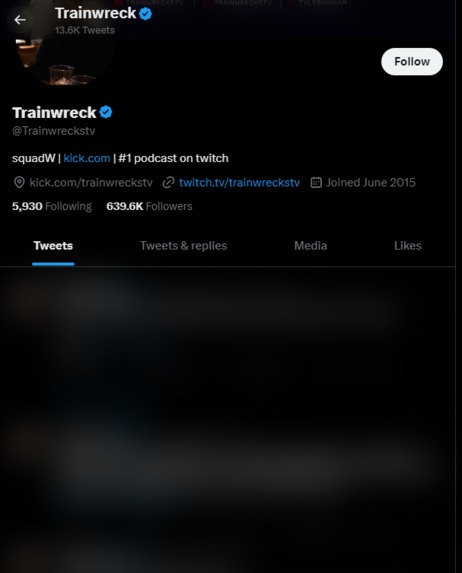 Trainwreck
13.6K Tweets
Follow
Trainwreck
@Trainwreckstv
squadW | kick.com | #1 podcast on twitch
kick.com/trainwreckstv twitch.tv/trainwreckstv Joined June 2015
5,930 Following 639.6K Followers
Tweets Tweets & replies Media Likes